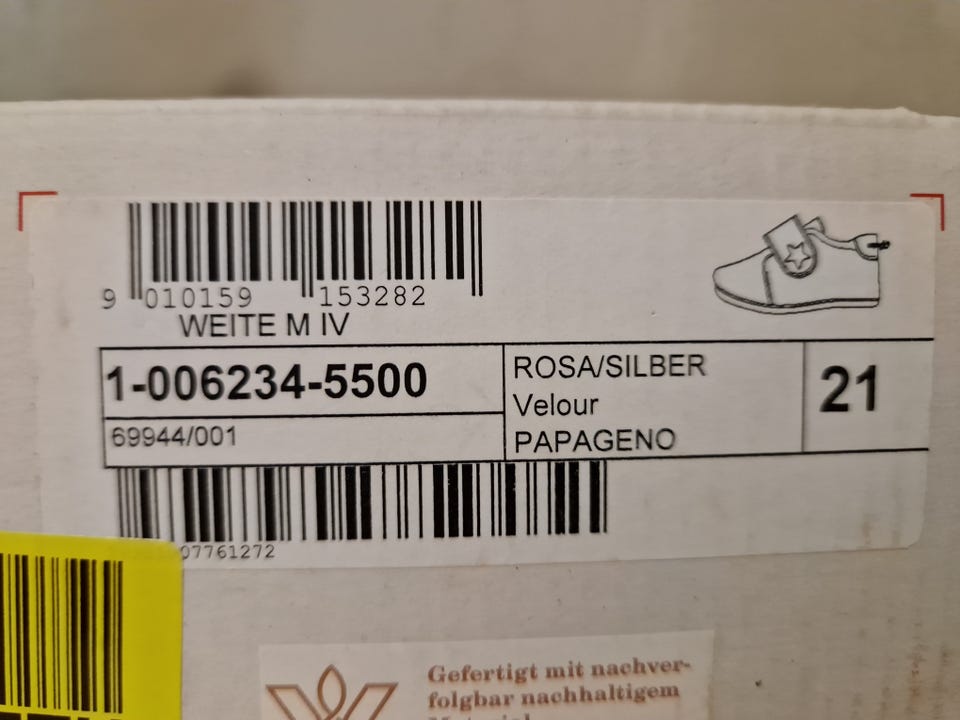 9 010159 153282
WEITE M IV
1-006234-5500
ROSA/SILBER
Velour
PAPAGENO
21
69944/001
07761272
Gefertigt mit nachver-
folgbar nachhaltigem